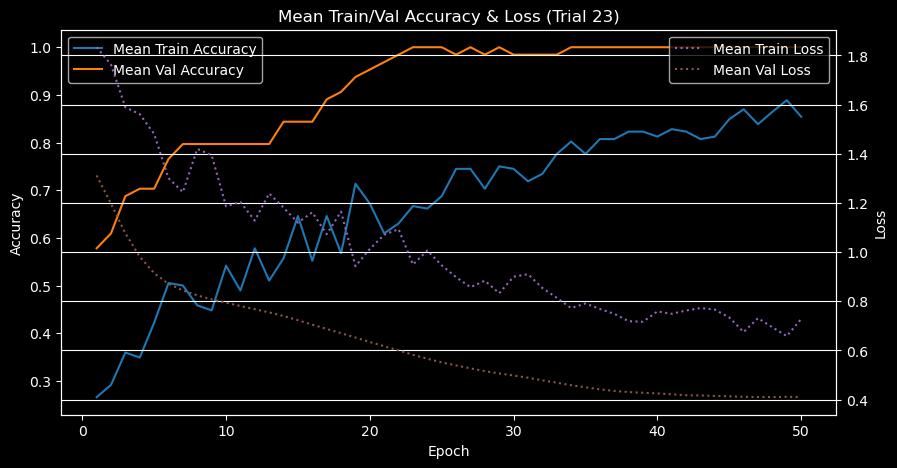 Mean Train/Val Accuracy & Loss (Trial 23)
Mean Train Accuracy
Mean Val Accuracy
Mean Train Loss
Mean Val Loss
1.0
0.9
0.8
0.7
0.6
0.5
0.4
0.3
Accuracy
1.8
1.6
1.4
1.2
1.0
0.8
0.6
0.4
Loss
0 10 20 30 40 50
Epoch